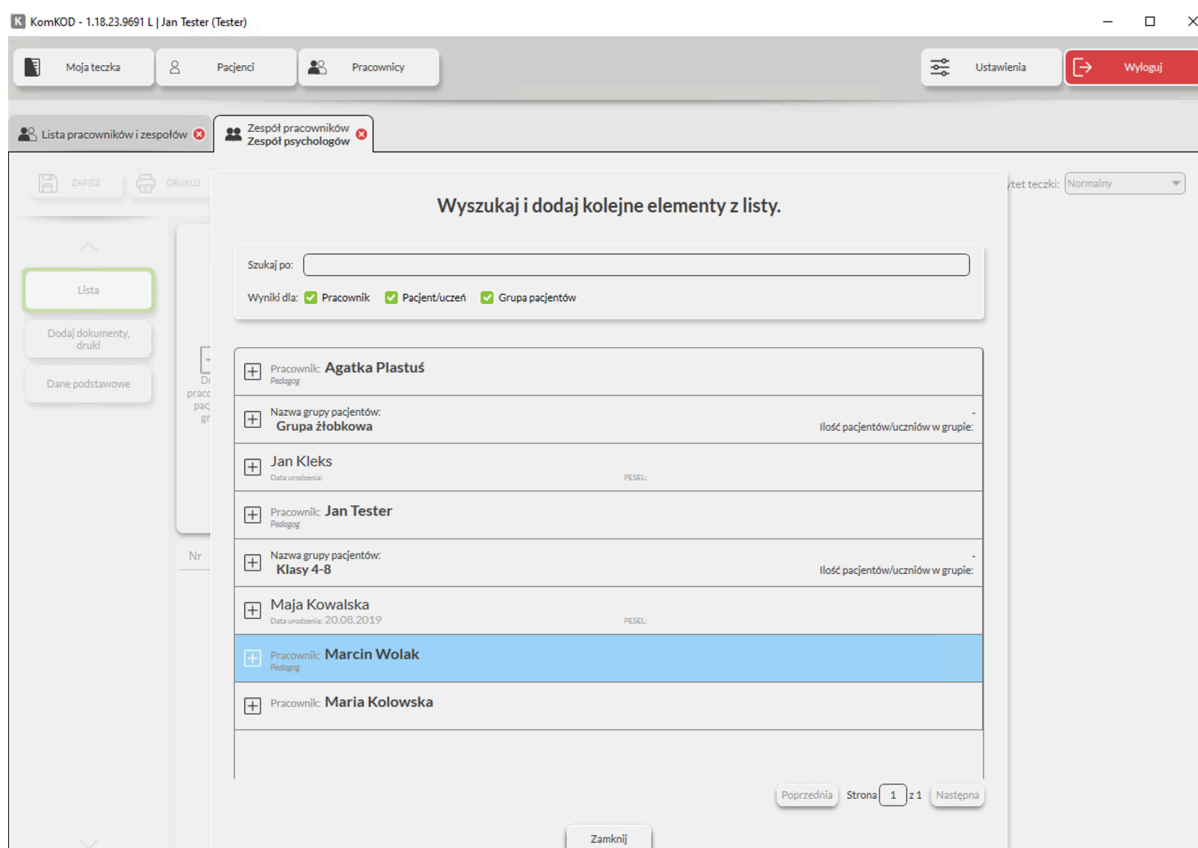 KomKOD - 1.18.23.9691 L | Jan Tester (Tester)
Moja teczka
Pacjenci
Pracownicy
Ustawienia
Wyloguj
Lista pracowników i zespołów
Zespół pracowników
Zespół psychologów
ZAPISZ
DRUKUJ
tet teczki: Normalny
Lista
Dodaj dokumenty,
druki
Dane podstawowe
Nr
Wyszukaj i dodaj kolejne elementy z listy.
Szukaj po:
Wyniki dla: Pracownik Pacjent/uczeń Grupa pacjentów
Pracownik: Agatka Plastuś
Pedagog
Nazwa grupy pacjentów: -
Grupa żłobkowa Ilość pacjentów/uczniów w grupie:
Jan Kleks
Data urodzenia: PESEL:
Pracownik: Jan Tester
Pedagog
Nazwa grupy pacjentów: -
Klasy 4-8 Ilość pacjentów/uczniów w grupie:
Maja Kowalska
Data urodzenia: 20.08.2019 PESEL:
Pracownik: Marcin Wolak
Pedagog
Pracownik: Maria Kolowska
Poprzednia Strona 1 z 1 Następna
Zamknij